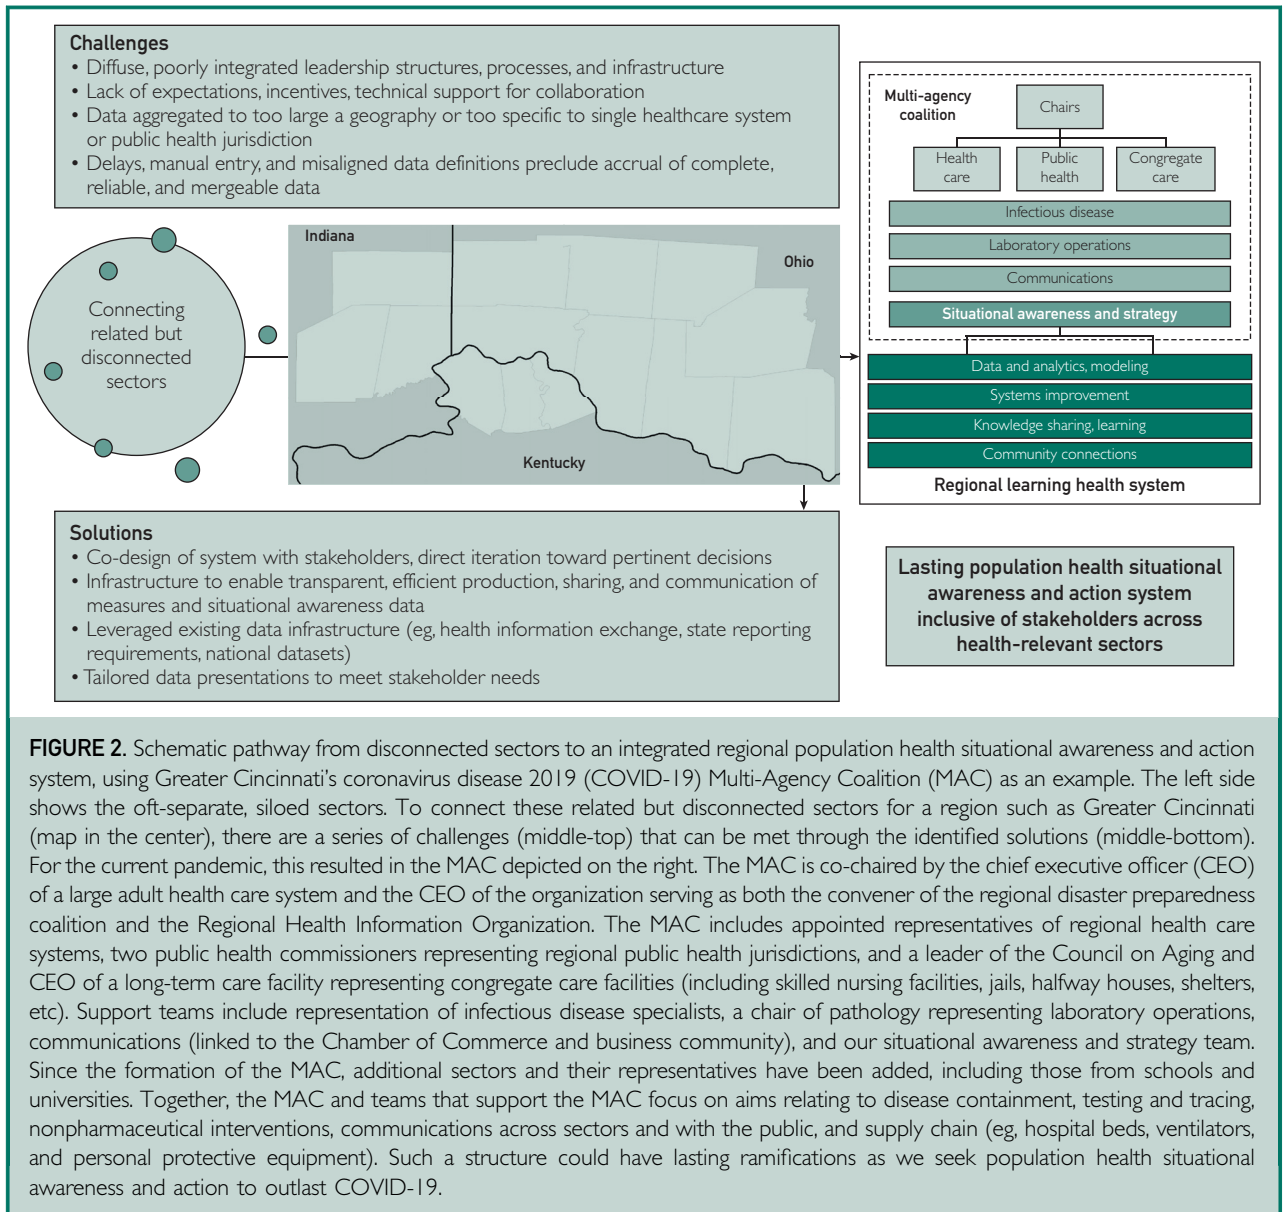 Challenges
• Diffuse, poorly integrated leadership structures, processes, and infrastructure
• Lack of expectations, incentives, technical support for collaboration
• Data aggregated to too large a geography or too specific to single healthcare system
or public health jurisdiction
• Delays, manual entry, and misaligned data definitions preclude accrual of complete,
reliable, and mergeable data
Connecting
related but
disconnected
sectors
Indiana
Ohio
Kentucky
Solutions
• Co-design of system with stakeholders, direct iteration toward pertinent decisions
• Infrastructure to enable transparent, efficient production, sharing, and communication of
measures and situational awareness data
• Leveraged existing data infrastructure (eg, health information exchange, state reporting
requirements, national datasets)
• Tailored data presentations to meet stakeholder needs
Multi-agency
coalition
Chairs
Health
care
Public
health
Congregate
care
Infectious disease
Laboratory operations
Communications
Situational awareness and strategy
Data and analytics, modeling
Systems improvement
Knowledge sharing, learning
Community connections
Regional learning health system
Lasting population health situational
awareness and action system
inclusive of stakeholders across
health-relevant sectors
FIGURE 2. Schematic pathway from disconnected sectors to an integrated regional population health situational awareness and action
system, using Greater Cincinnati's coronavirus disease 2019 (COVID-19) Multi-Agency Coalition (MAC) as an example. The left side
shows the oft-separate, siloed sectors. To connect these related but disconnected sectors for a region such as Greater Cincinnati
(map in the center), there are a series of challenges (middle-top) that can be met through the identified solutions (middle-bottom).
For the current pandemic, this resulted in the MAC depicted on the right. The MAC is co-chaired by the chief executive officer (CEO)
of a large adult health care system and the CEO of the organization serving as both the convener of the regional disaster preparedness
coalition and the Regional Health Information Organization. The MAC includes appointed representatives of regional health care
systems, two public health commissioners representing regional public health jurisdictions, and a leader of the Council on Aging and
CEO of a long-term care facility representing congregate care facilities (including skilled nursing facilities, jails, halfway houses, shelters,
etc). Support teams include representation of infectious disease specialists, a chair of pathology representing laboratory operations,
communications (linked to the Chamber of Commerce and business community), and our situational awareness and strategy team.
Since the formation of the MAC, additional sectors and their representatives have been added, including those from schools and
universities. Together, the MAC and teams that support the MAC focus on aims relating to disease containment, testing and tracing,
nonpharmaceutical interventions, communications across sectors and with the public, and supply chain (eg, hospital beds, ventilators,
and personal protective equipment). Such a structure could have lasting ramifications as we seek population health situational
awareness and action to outlast COVID-19.